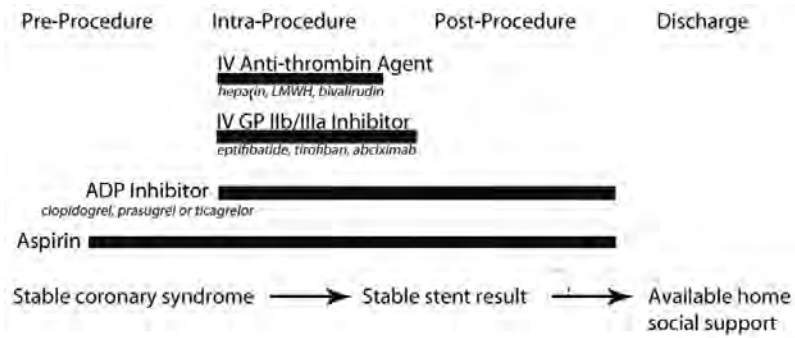 Pre-Procedure Intra-Procedure Post-Procedure Discharge
IV Anti-thrombin Agent
heparin, LMWH, bivalirudin
IV GP IIb/IIIa Inhibitor
eptifibatide, tirofiban, abciximab
ADP Inhibitor
clopidogrel, prasugrel or ticagrelor
Aspirin
Stable coronary syndrome Stable stent result Available home
social support